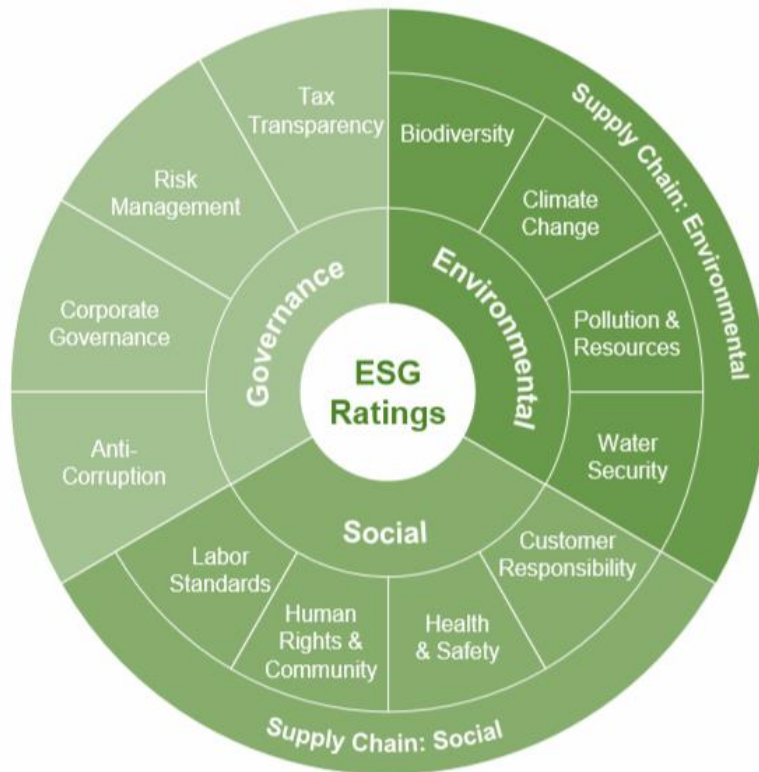 Tax
Transparency
Biodiversity
Supply Chain: Environmental
Risk
Management
Climate
Change
Governance
Environmental
Corporate
Governance
Pollution &
Resources
ESG
Ratings
Anti-
Corruption
Water
Security
Social
Labor
Standards
Customer
Responsibility
Human
Rights &
Community
Health
& Safety
Supply Chain: Social